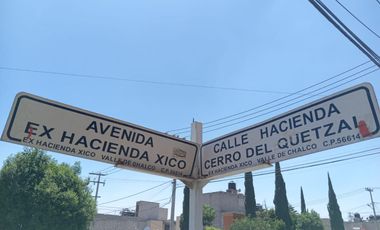 AVENIDA
EX HACIENDA XICO
EX HACIENDA XICO VALLE DE CHALCO C.P. 56614
CALLE HACIENDA
CERRO DEL QUETZAL
EX HACIENDA XICO VALLE DE CHALCO C.P. 56614